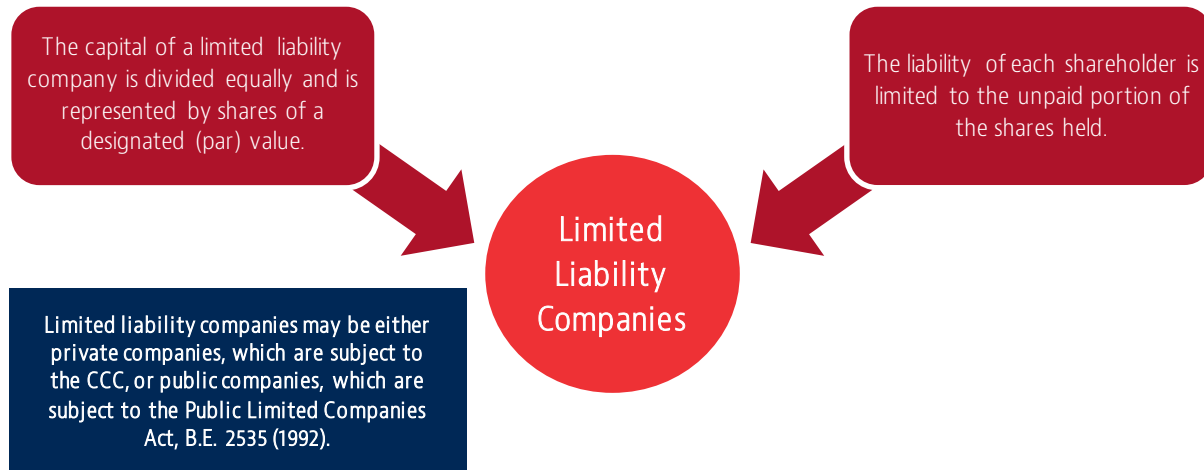 The capital of a limited liability
company is divided equally and is
represented by shares of a
designated (par) value.
The liability of each shareholder is
limited to the unpaid portion of
the shares held.
Limited
Liability
Companies
Limited liability companies may be either
private companies, which are subject to
the CCC, or public companies, which are
subject to the Public Limited Companies
Act, B.E. 2535 (1992).